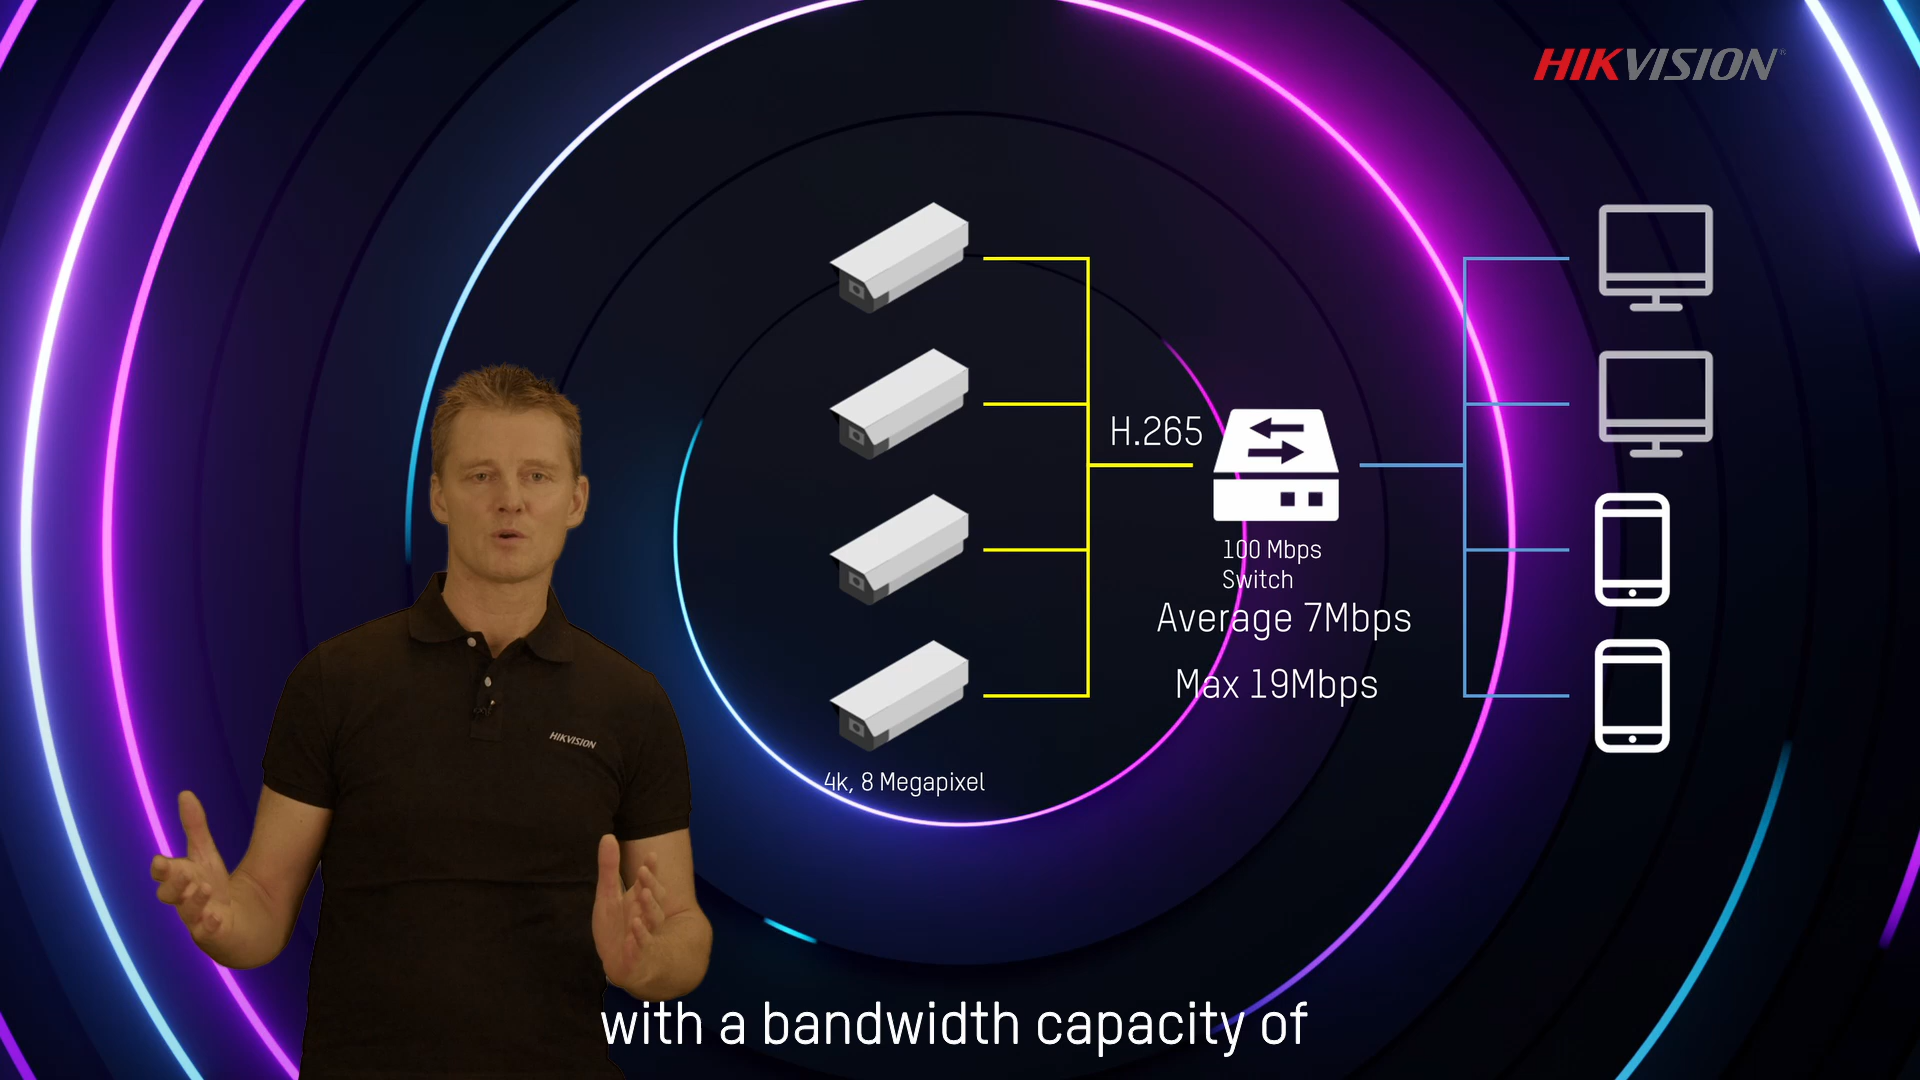 HIKVISION®
H.265
100 Mbps
Switch
Average 7Mbps
Max 19Mbps
HIKVISION
4k, 8 Megapixel
with a bandwidth capacity of